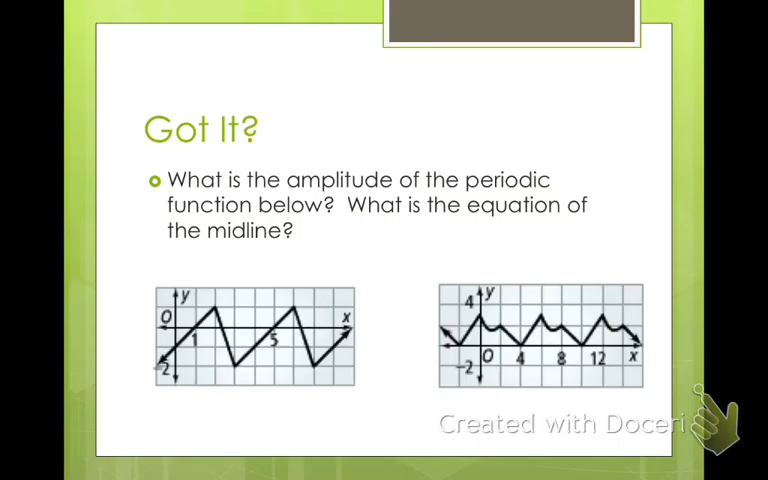 Got It?
What is the amplitude of the periodic
function below? What is the equation of
the midline?
y
O
x
1
5
-2
4
y
O
4
8
12
x
-2
Created with Doceri